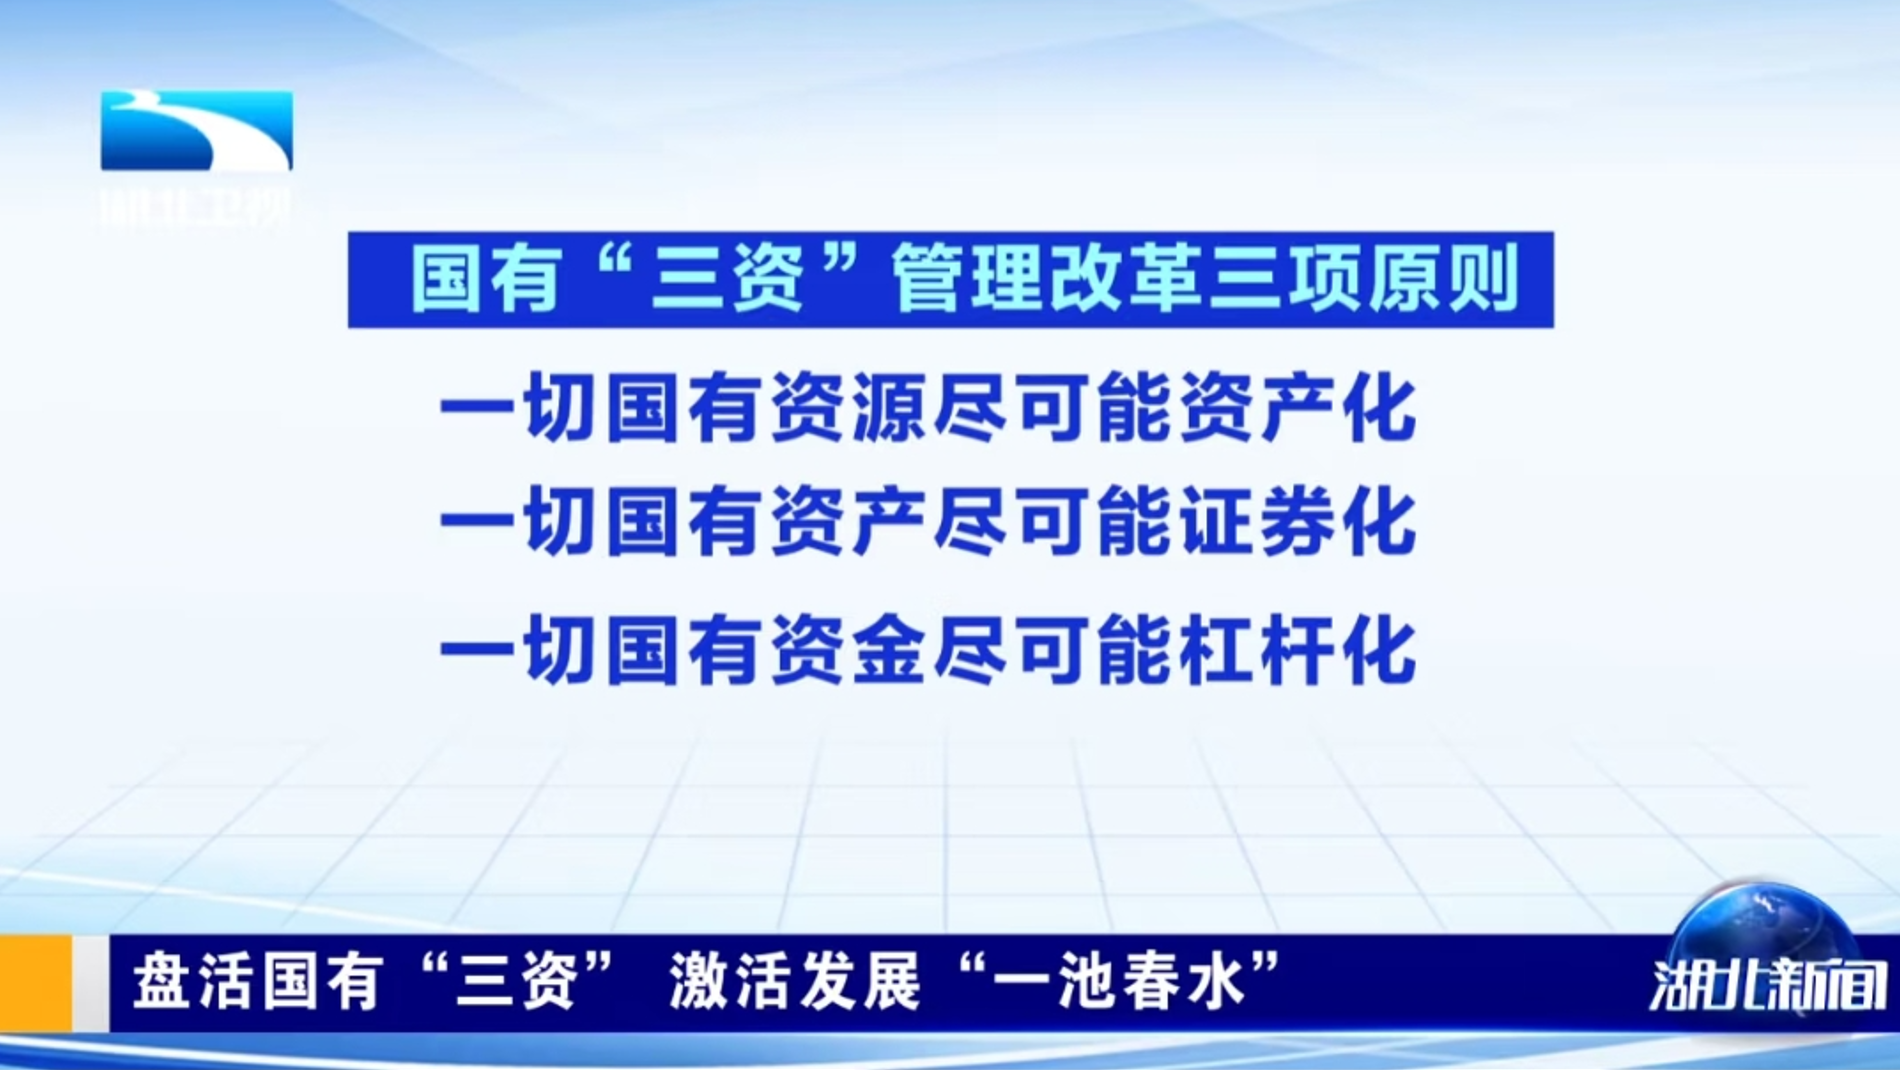 湖北卫视
国有“三资”管理改革三项原则
一切国有资源尽可能资产化
一切国有资产尽可能证券化
一切国有资金尽可能杠杆化
盘活国有“三资” 激活发展“一池春水”
湖北新闻